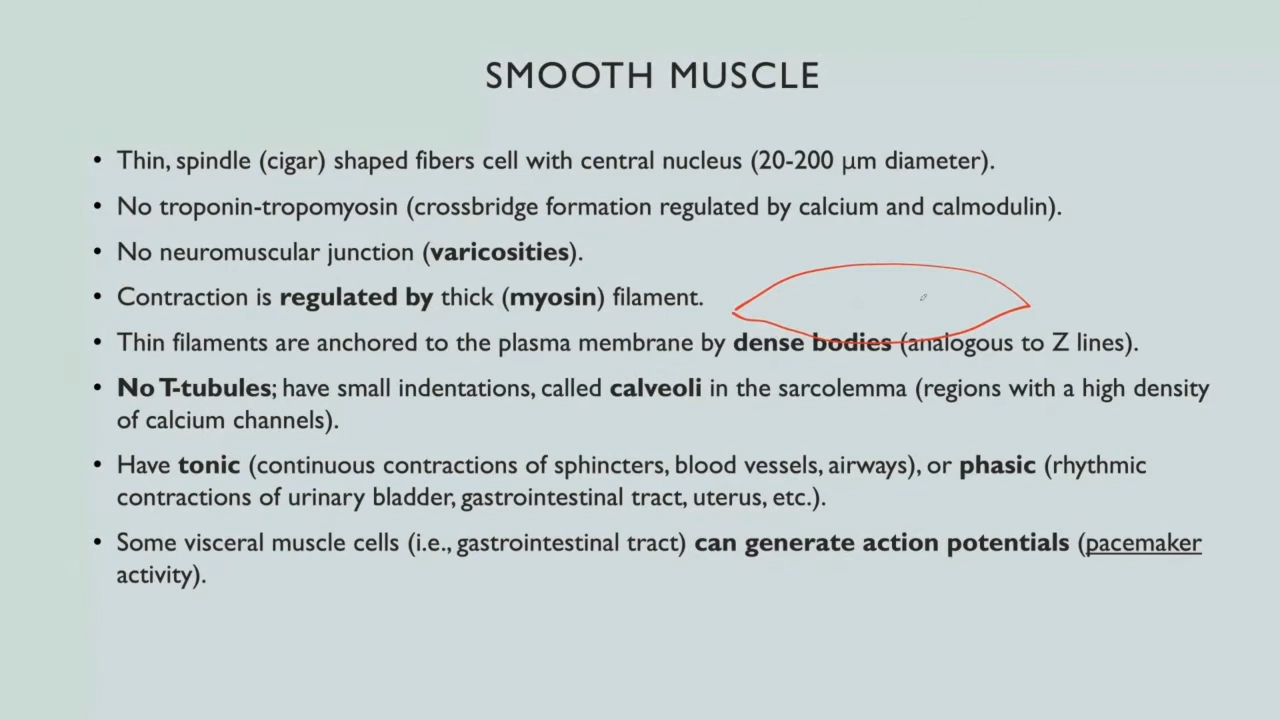 SMOOTH MUSCLE
• Thin, spindle (cigar) shaped fibers cell with central nucleus (20-200 µm diameter).
• No troponin-tropomyosin (crossbridge formation regulated by calcium and calmodulin).
• No neuromuscular junction (varicosities).
• Contraction is regulated by thick (myosin) filament.
• Thin filaments are anchored to the plasma membrane by dense bodies (analogous to Z lines).
• No T-tubules; have small indentations, called calveoli in the sarcolemma (regions with a high density
of calcium channels).
• Have tonic (continuous contractions of sphincters, blood vessels, airways), or phasic (rhythmic
contractions of urinary bladder, gastrointestinal tract, uterus, etc.).
• Some visceral muscle cells (i.e., gastrointestinal tract) can generate action potentials (pacemaker
activity).